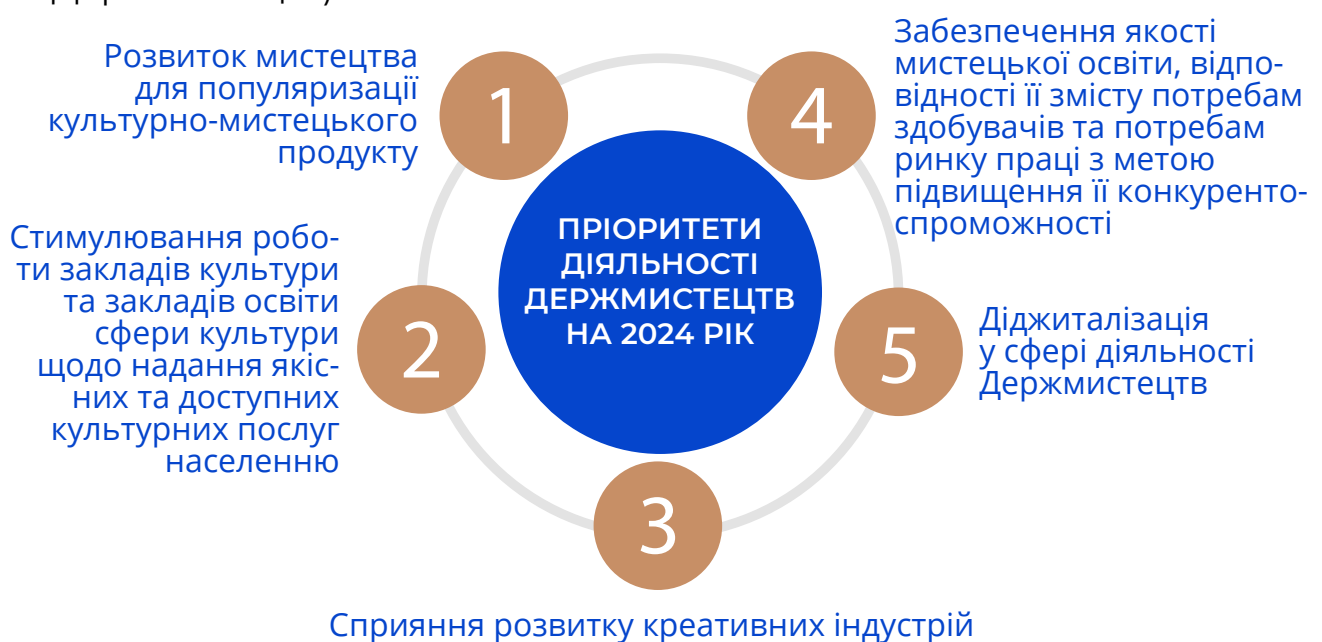 1
Розвиток мистецтва
для популяризації
культурно-мистецького
продукту
2
Стимулювання робо-
ти закладів культури
та закладів освіти
сфери культури
щодо надання якіс-
них та доступних
культурних послуг
населенню
3
Сприяння розвитку креативних індустрій
4
Забезпечення якості
мистецької освіти, відпо-
відності її змісту потребам
здобувачів та потребам
ринку праці з метою
підвищення її конкуренто-
спроможності
5
Діджиталізація
у сфері діяльності
Держмистецтв
ПРІОРИТЕТИ
ДІЯЛЬНОСТІ
ДЕРЖМИСТЕЦТВ
НА 2024 РІК